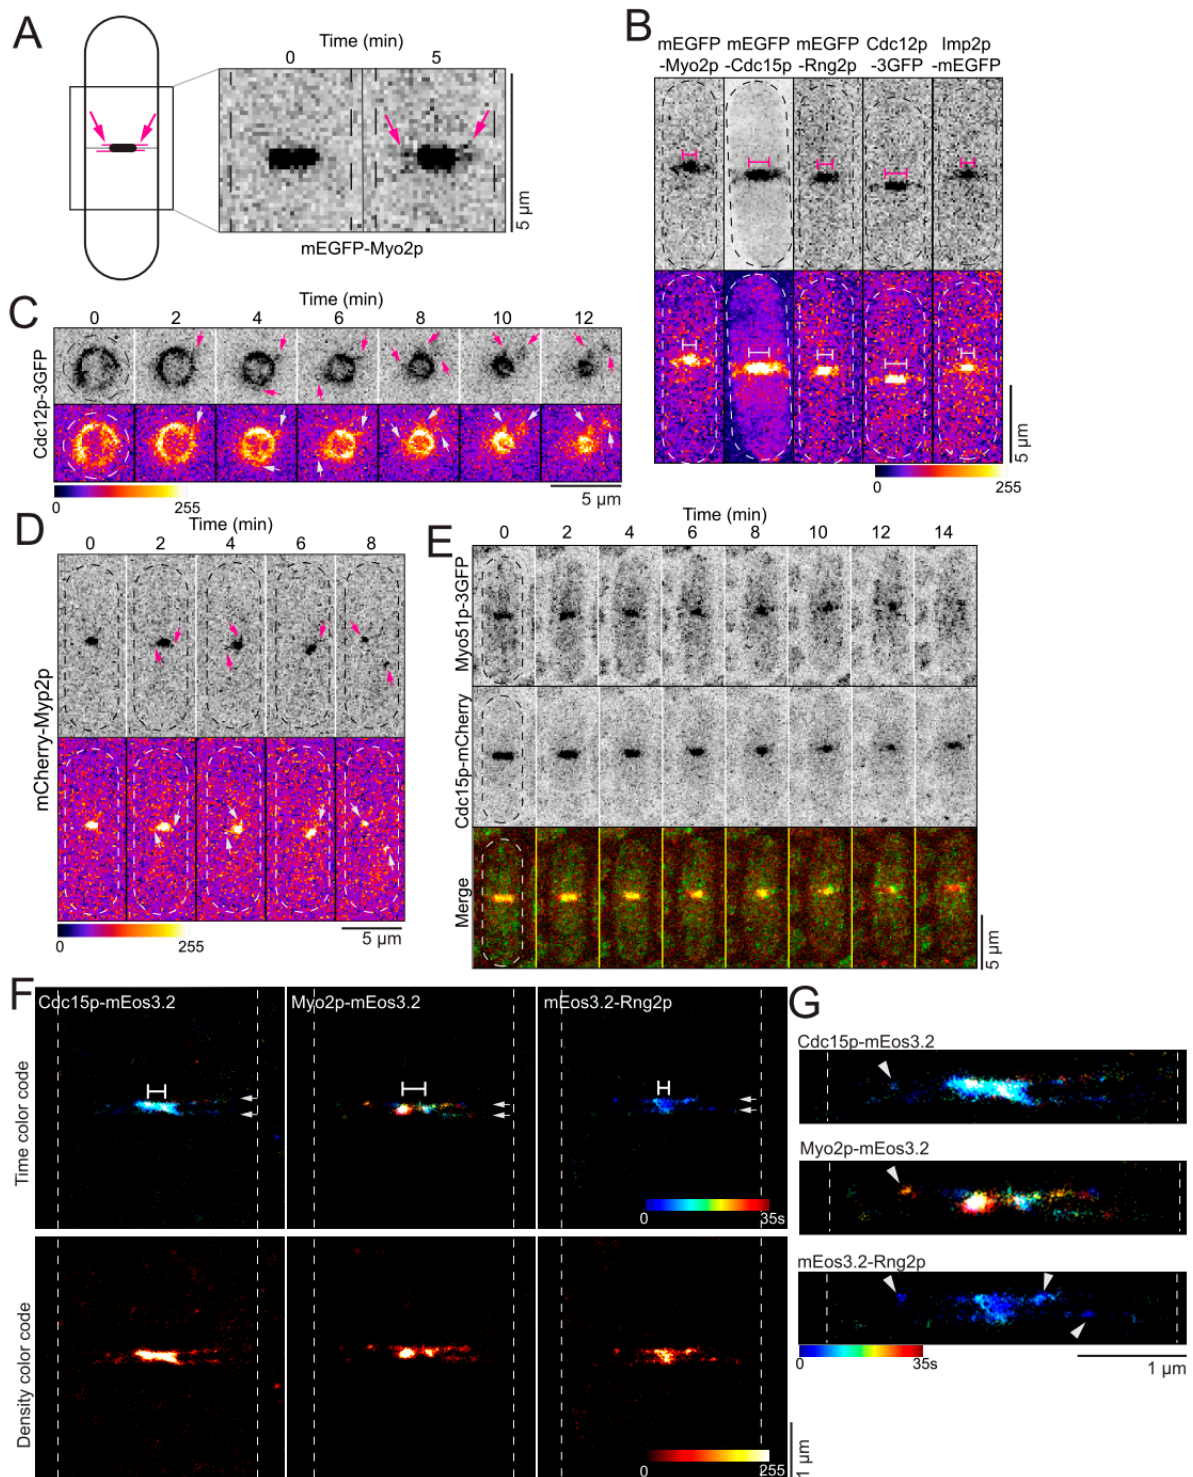 A
Time (min)
0 5
5 µm
mEGFP-Myo2p
B
mEGFP mEGFP mEGFP Cdc12p Imp2p
-Myo2p -Cdc15p -Rng2p -3GFP -mEGFP
5 µm
0 255
C
Time (min)
0 2 4 6 8 10 12
Cdc12p-3GFP
0 255
5 µm
D
Time (min)
0 2 4 6 8
mCherry-Myp2p
0 255
5 µm
E
Time (min)
0 2 4 6 8 10 12 14
Myo51p-3GFP
Cdc15p-mCherry
Merge
5 µm
F
Cdc15p-mEos3.2 Myo2p-mEos3.2 mEos3.2-Rng2p
Time color code
0 35s
Density color code
0 255
1 µm
G
Cdc15p-mEos3.2
Myo2p-mEos3.2
mEos3.2-Rng2p
0 35s
1 µm